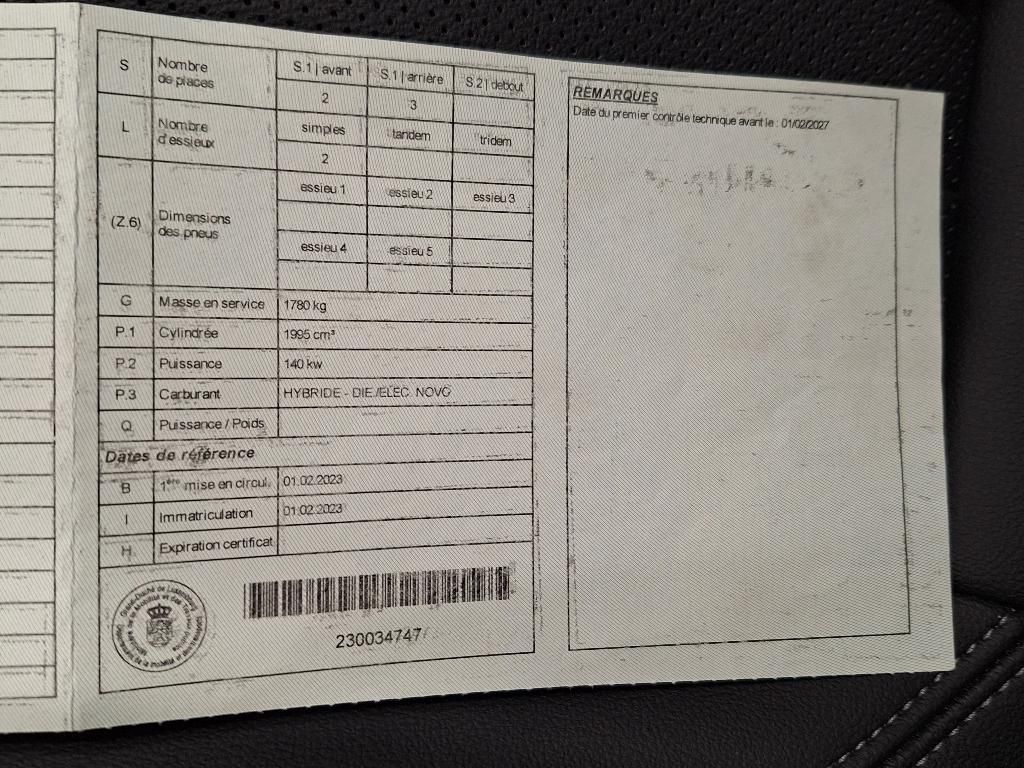 S Nombre de places S.1 | avant S.1 | arrière S.2 | debout
2 3
L Nombre d'essieux simples tandem tridem
2
(Z.6) Dimensions des pneus essieu 1 essieu 2 essieu 3
essieu 4 essieu 5
G Masse en service 1780 kg
P.1 Cylindrée 1995 cm³
P.2 Puissance 140 kw
P.3 Carburant HYBRIDE - DIE./ELEC. NOVC
Q Puissance / Poids
Dates de référence
B 1ère mise en circul. 01.02.2023
I Immatriculation 01.02.2023
H Expiration certificat
Grand-Duché de Luxembourg
230034747
REMARQUES
Date du premier contrôle technique avant le : 01/02/2027